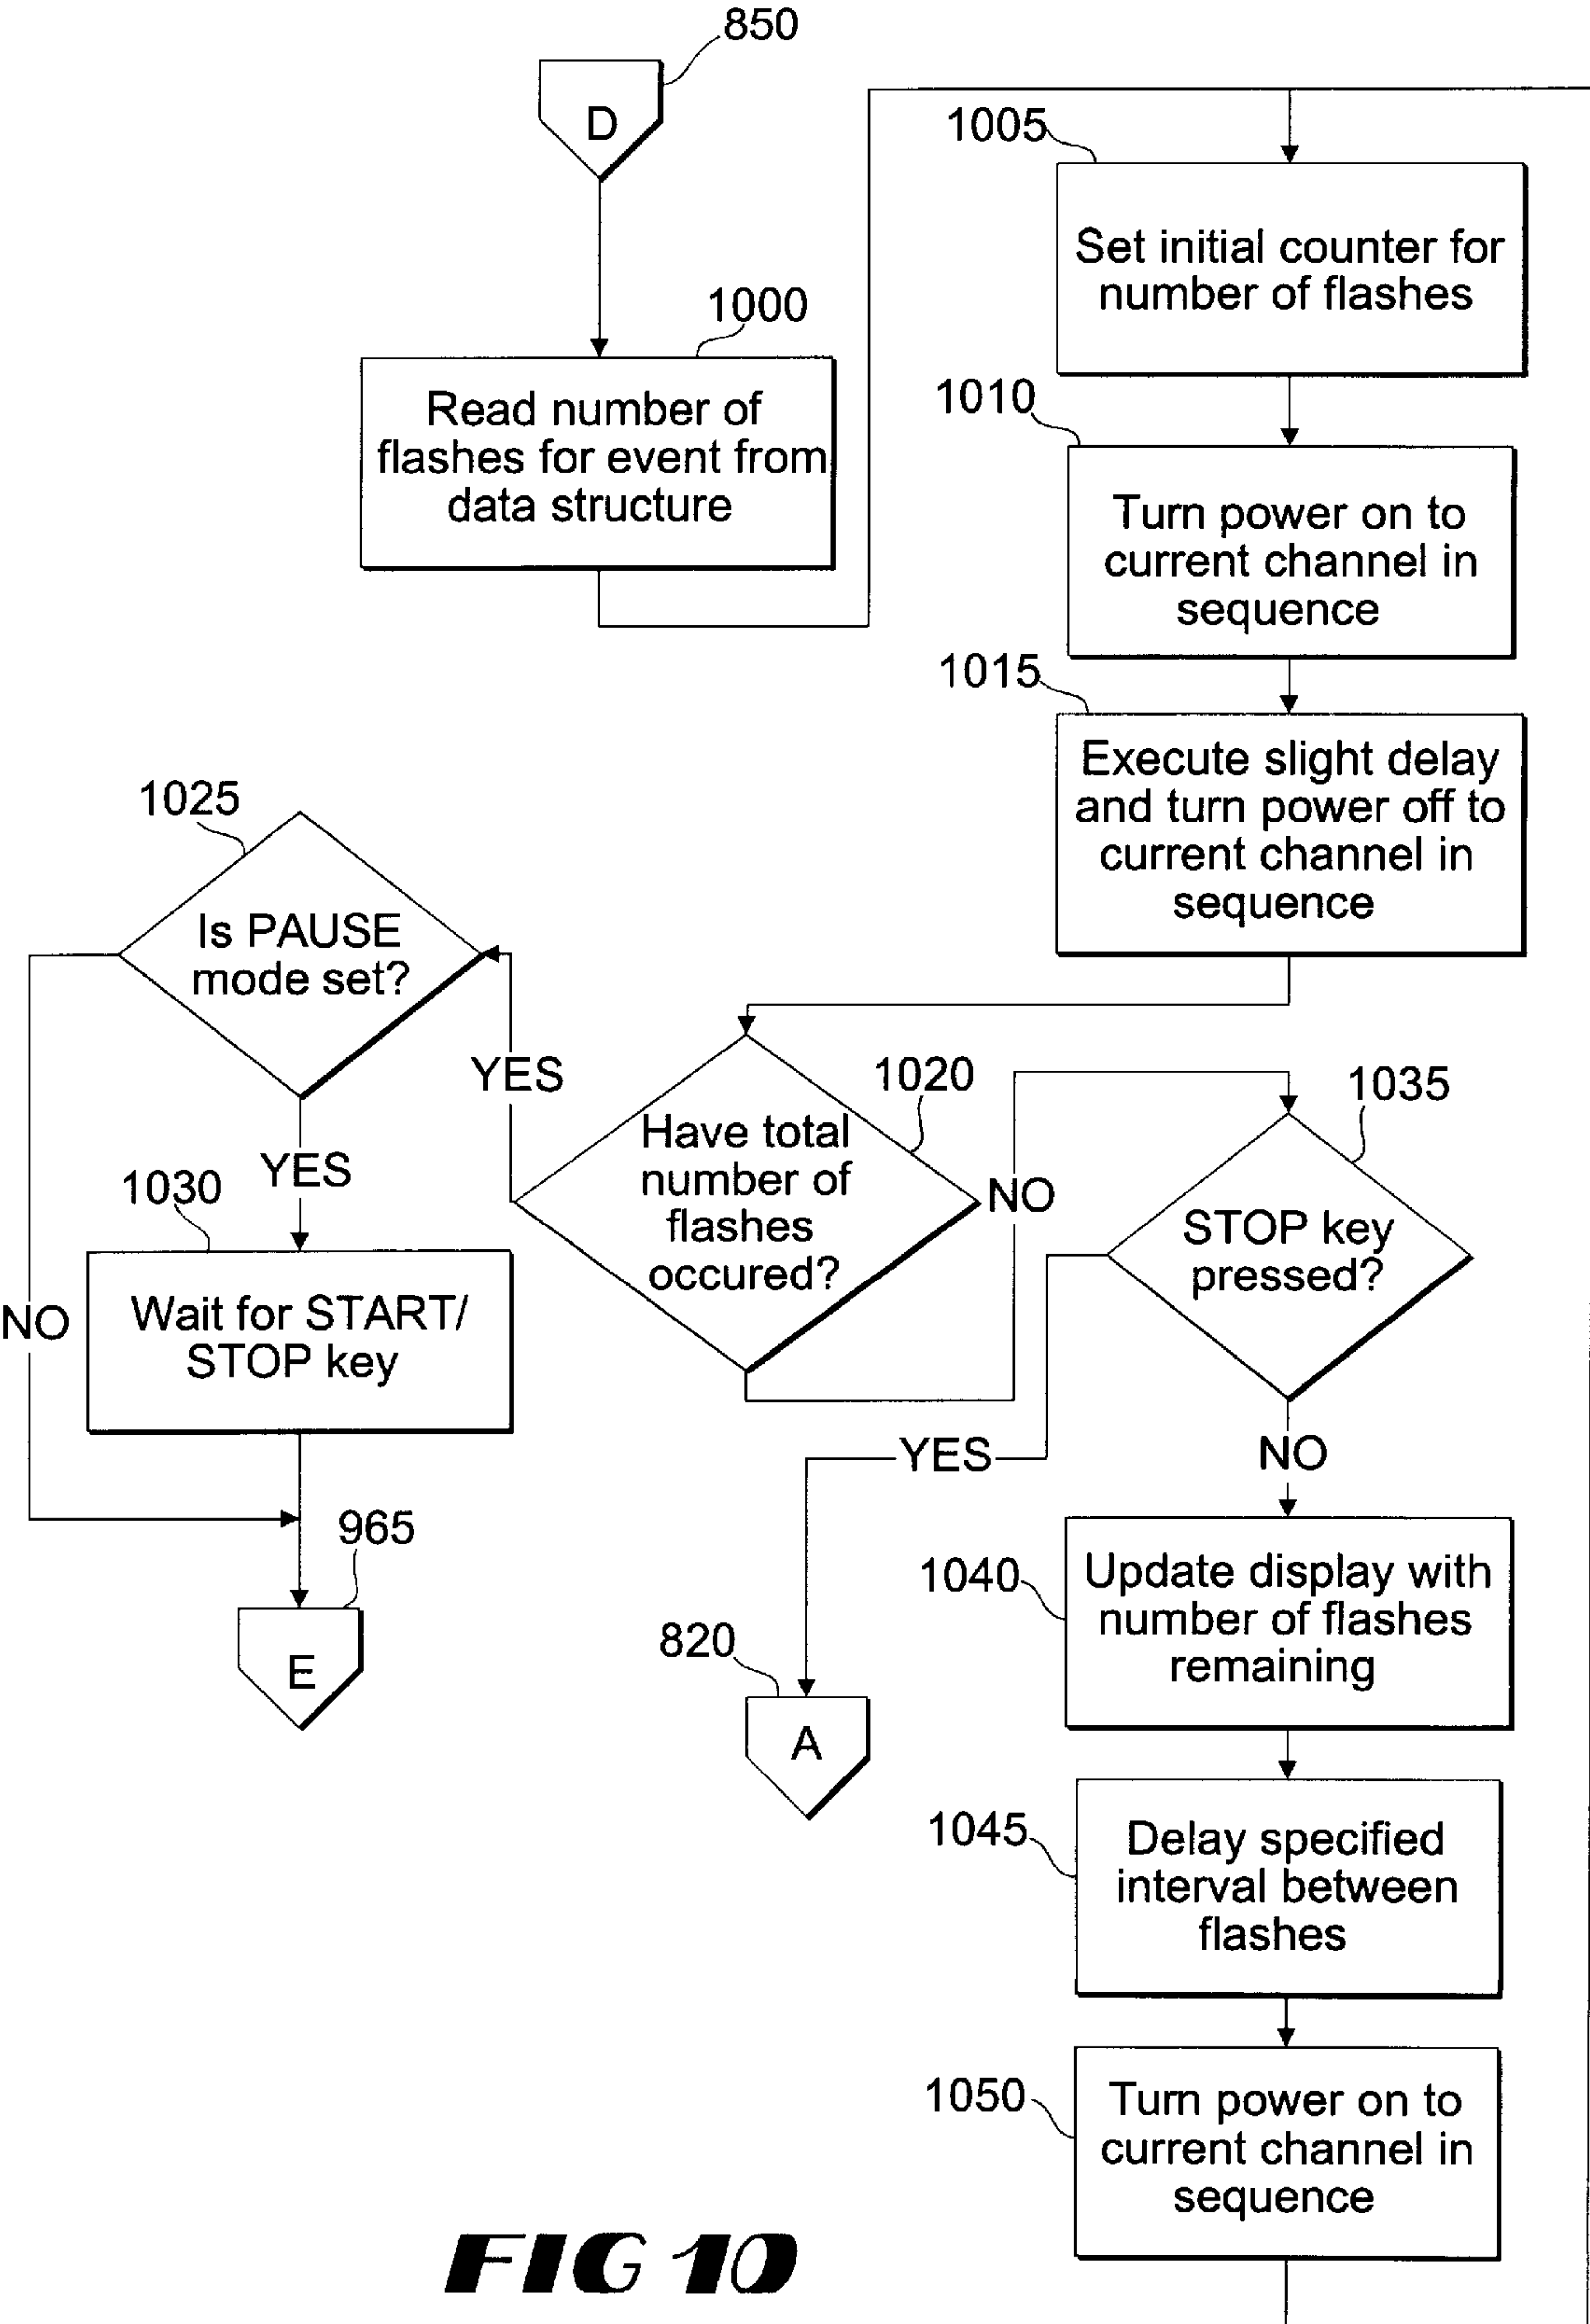 850
D
1000
Read number of
flashes for event from
data structure
1005
Set initial counter for
number of flashes
1010
Turn power on to
current channel in
sequence
1015
Execute slight delay
and turn power off to
current channel in
sequence
1020
Have total
number of
flashes
occured?
YES
NO
1025
Is PAUSE
mode set?
YES
NO
1030
Wait for START/
STOP key
965
E
1035
STOP key
pressed?
YES
NO
820
A
1040
Update display with
number of flashes
remaining
1045
Delay specified
interval between
flashes
1050
Turn power on to
current channel in
sequence
FIG 10